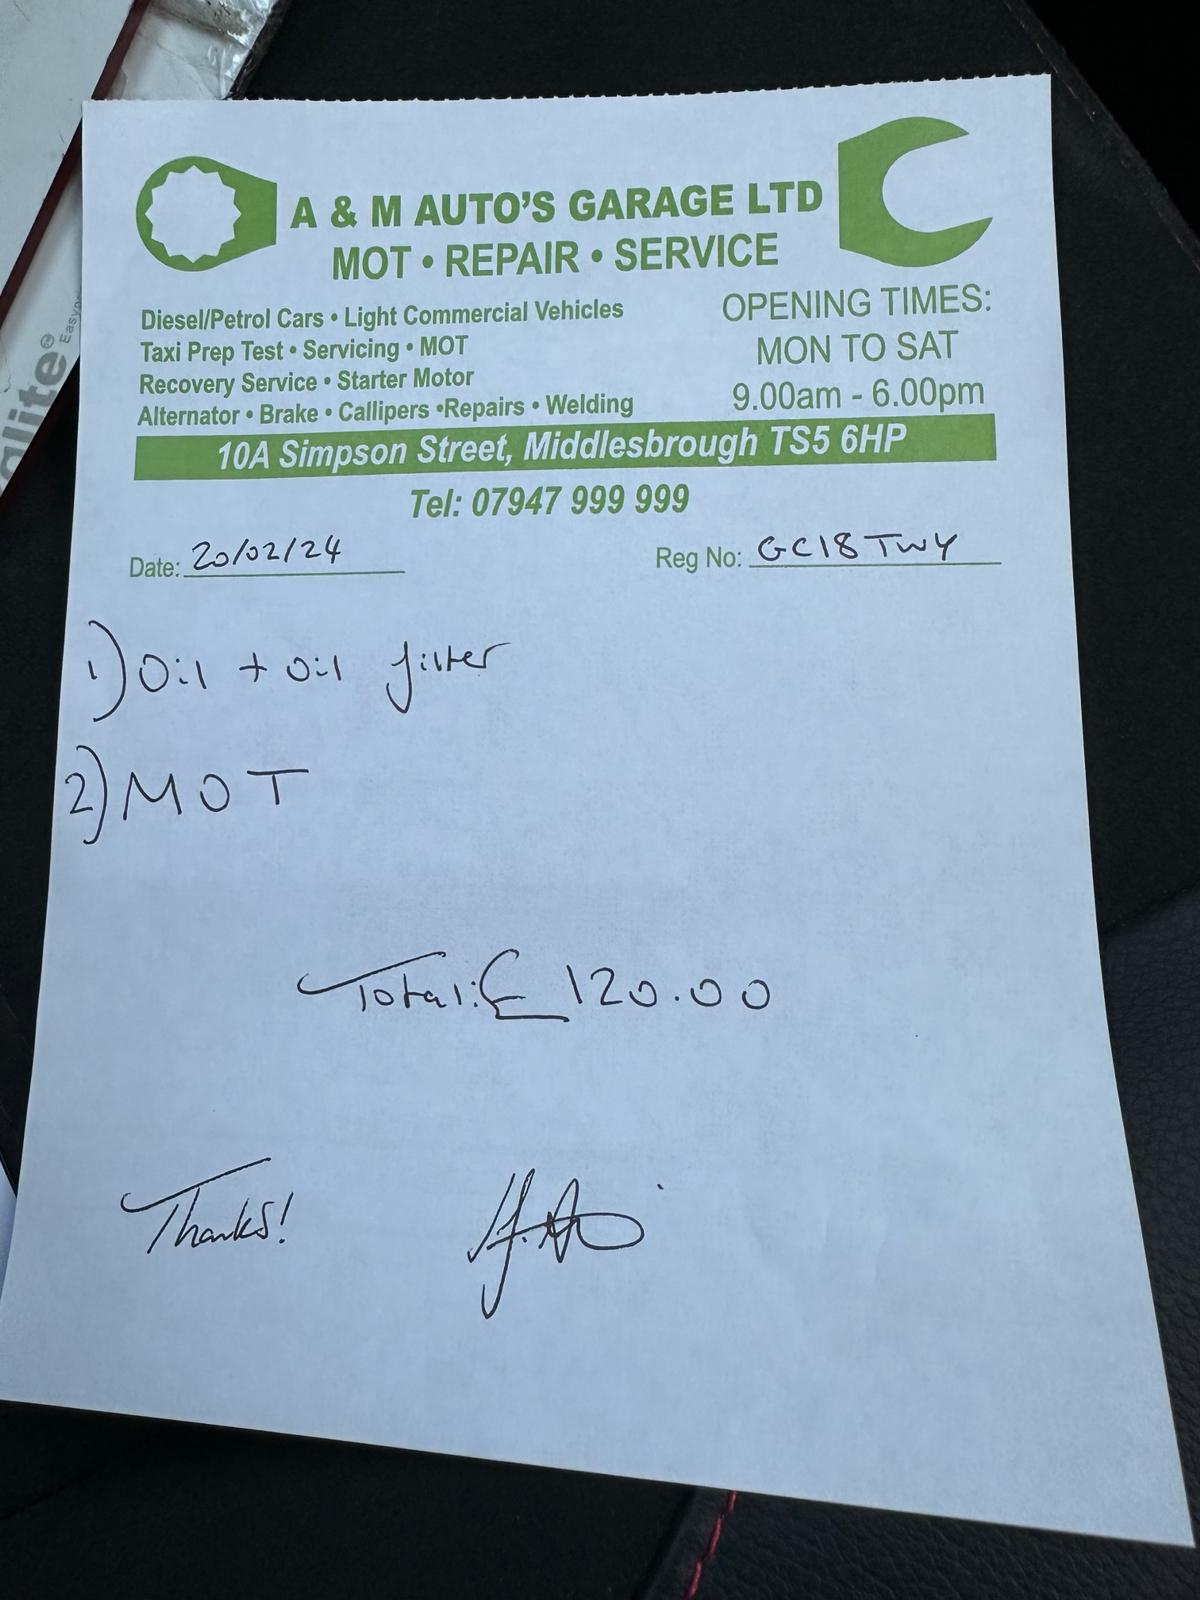 A & M AUTO'S GARAGE LTD
MOT • REPAIR • SERVICE
Diesel/Petrol Cars • Light Commercial Vehicles
Taxi Prep Test • Servicing • MOT
Recovery Service • Starter Motor
Alternator • Brake • Callipers •Repairs • Welding
OPENING TIMES:
MON TO SAT
9.00am - 6.00pm
10A Simpson Street, Middlesbrough TS5 6HP
Tel: 07947 999 999
Date: 20/02/24
Reg No: GC18 TWY
1) Oil + Oil filter
2) MOT
Total: £120.00
Thanks!